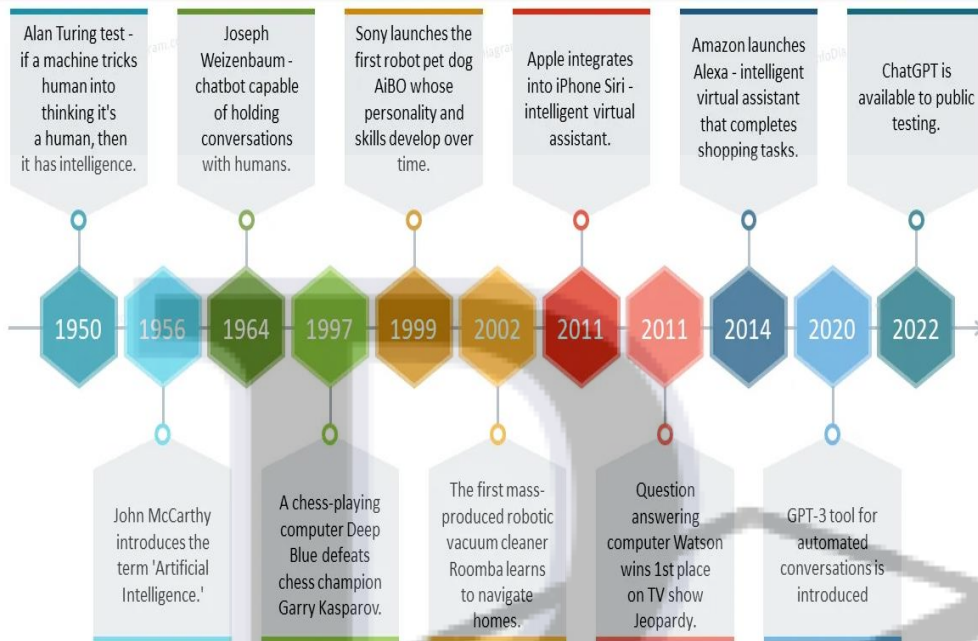 Alan Turing test -
if a machine tricks
human into
thinking it's
a human, then
it has intelligence.
Joseph
Weizenbaum -
chatbot capable
of holding
conversations
with humans.
Sony launches the
first robot pet dog
AiBO whose
personality and
skills develop over
time.
Apple integrates
into iPhone Siri -
intelligent virtual
assistant.
Amazon launches
Alexa - intelligent
virtual assistant
that completes
shopping tasks.
ChatGPT is
available to public
testing.
1950
1956
1964
1997
1999
2002
2011
2011
2014
2020
2022
John McCarthy
introduces the
term 'Artificial
Intelligence.'
A chess-playing
computer Deep
Blue defeats
chess champion
Garry Kasparov.
The first mass-
produced robotic
vacuum cleaner
Roomba learns
to navigate
homes.
Question
answering
computer Watson
wins 1st place
on TV show
Jeopardy.
GPT-3 tool for
automated
conversations is
introduced